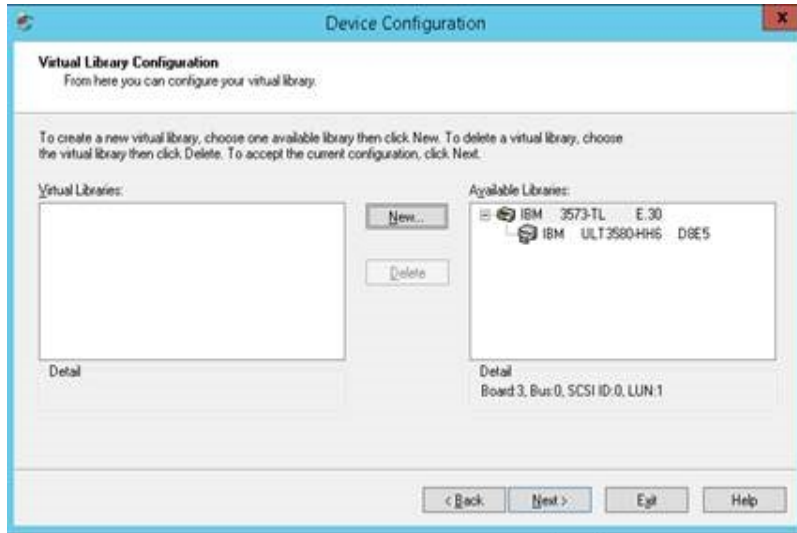 Device Configuration
x
Virtual Library Configuration
From here you can configure your virtual library.
To create a new virtual library, choose one available library then click New. To delete a virtual library, choose
the virtual library then click Delete. To accept the current configuration, click Next.
Virtual Libraries:
Available Libraries:
New...
IBM 3573-TL E.30
IBM ULT3580-HH6 D8E5
Delete
Detail
Detail
Board:3, Bus:0, SCSI ID:0, LUN:1
< Back
Next >
Exit
Help